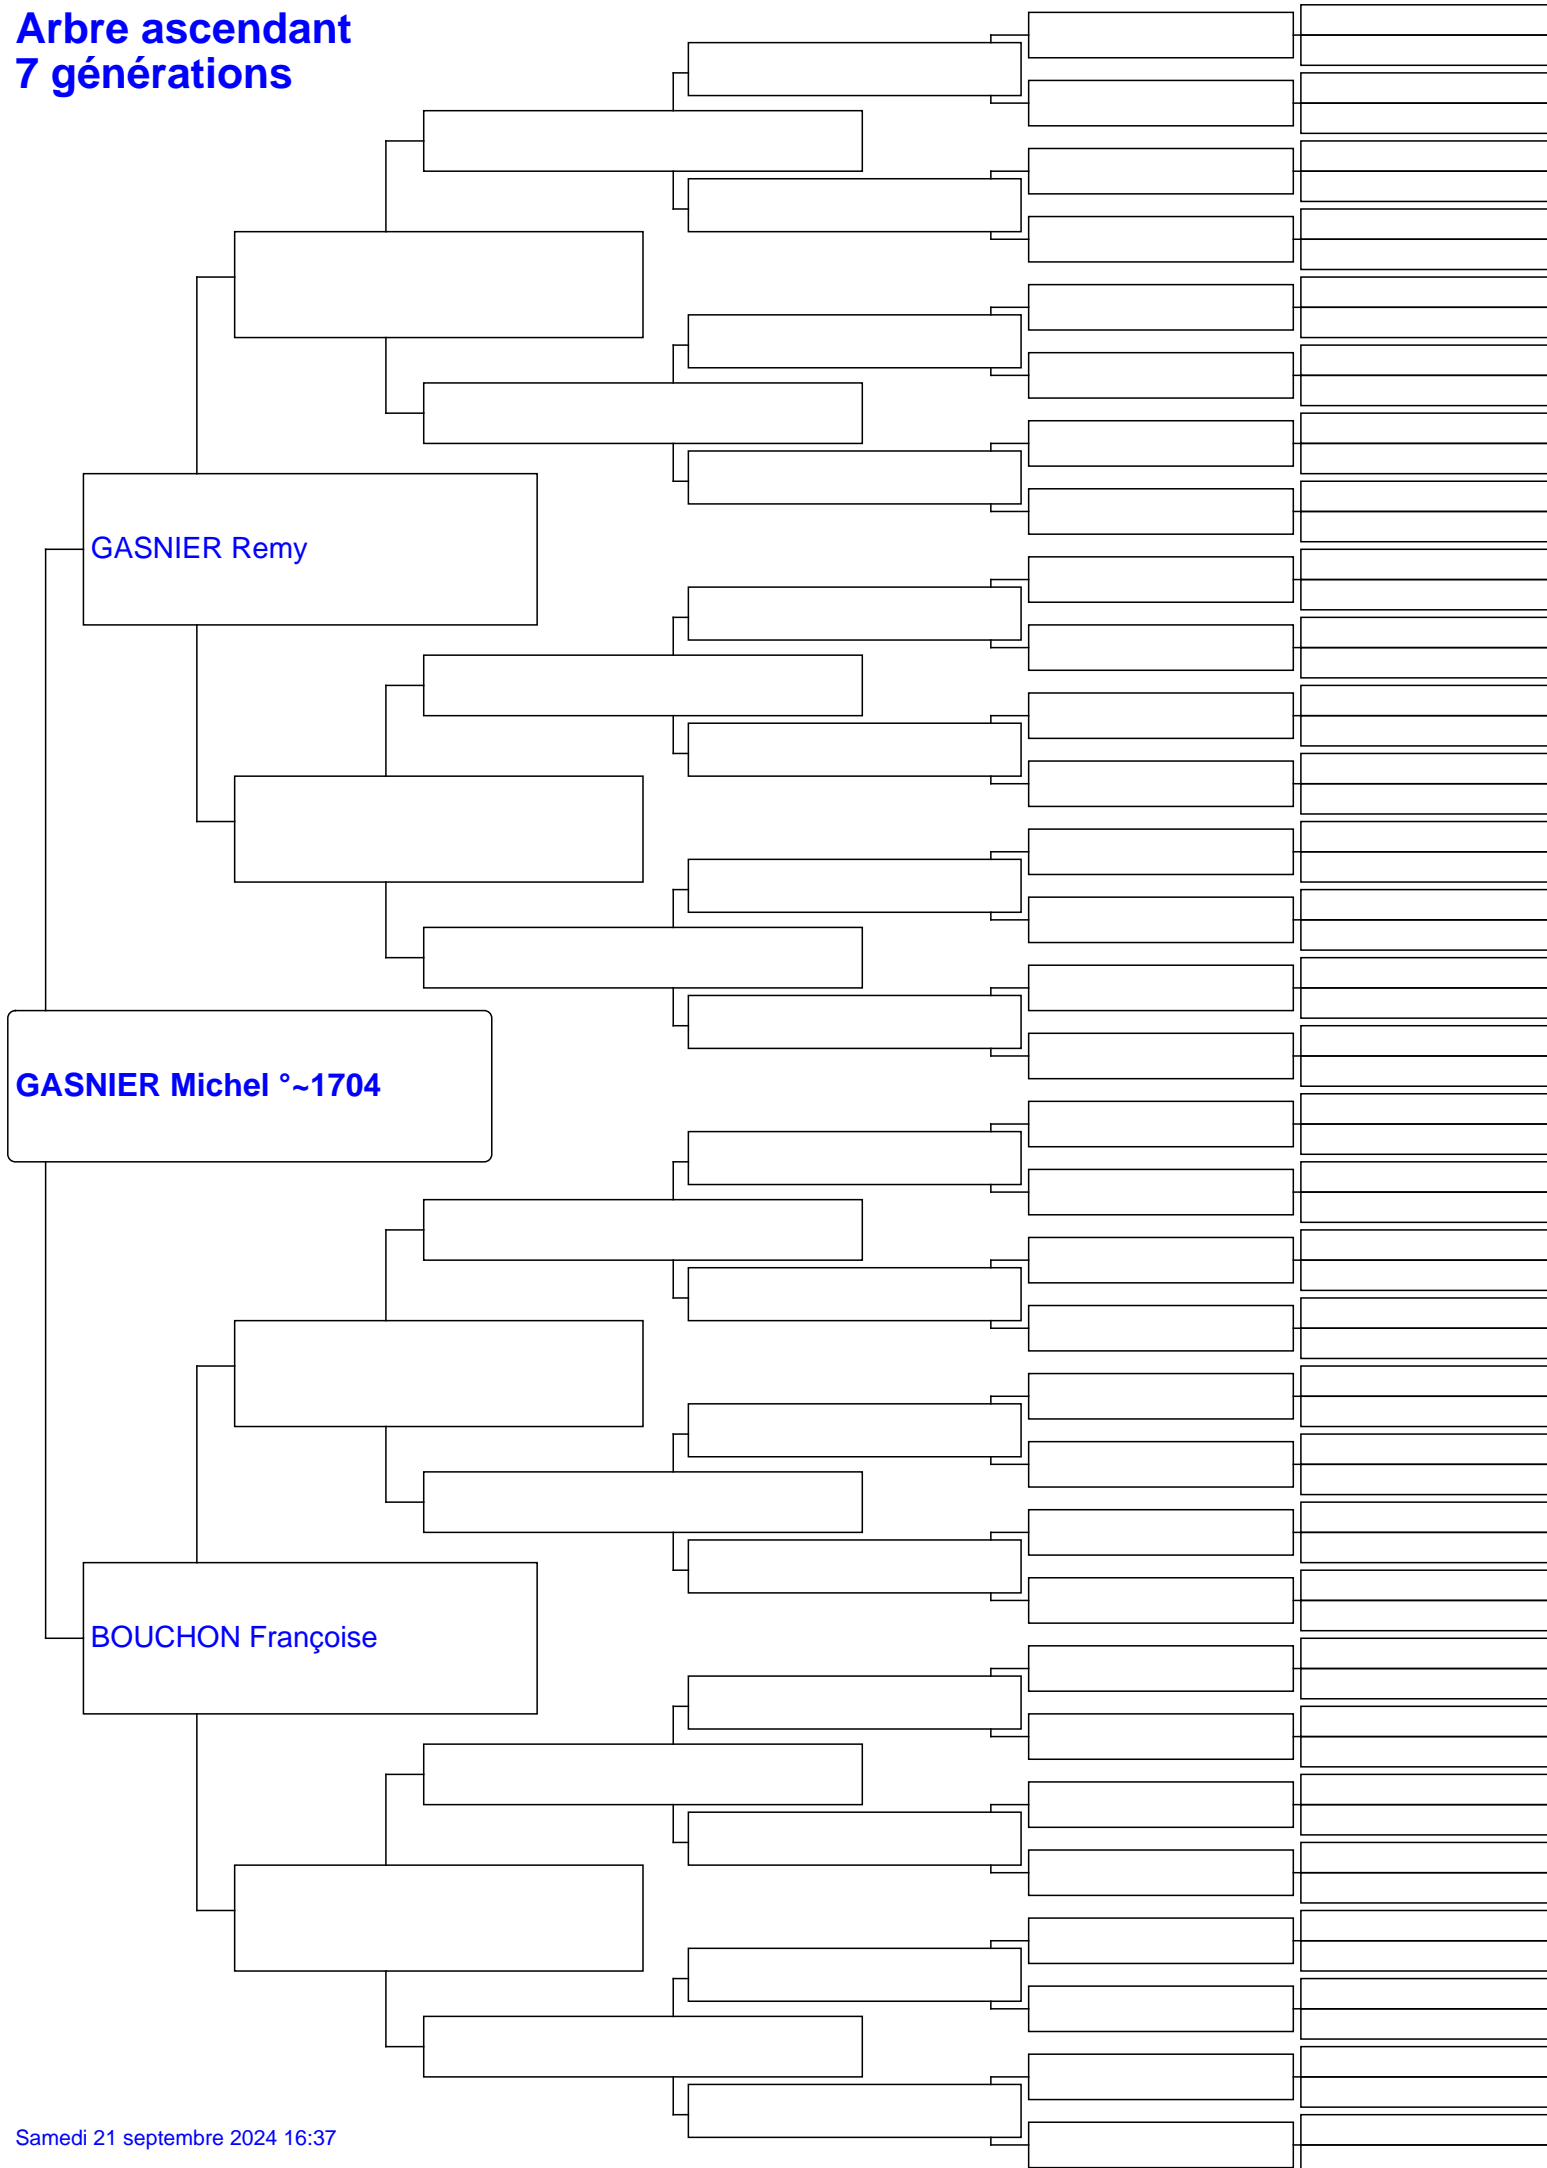 Arbre ascendant
7 générations
GASNIER Remy
GASNIER Michel °~1704
BOUCHON Françoise
Samedi 21 septembre 2024 16:37